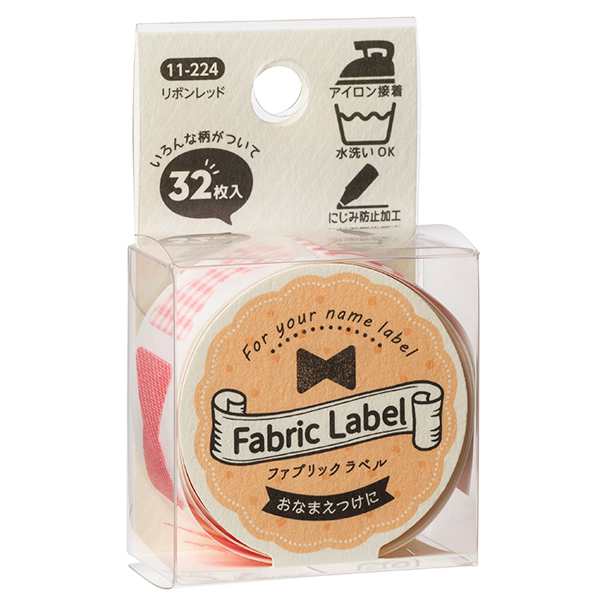 11-224
リボンレッド
いろんな柄がついて
32枚入
アイロン接着
水洗いOK
にじみ防止加工
For your name label
Fabric Label
ファブリックラベル
おなまえつけに